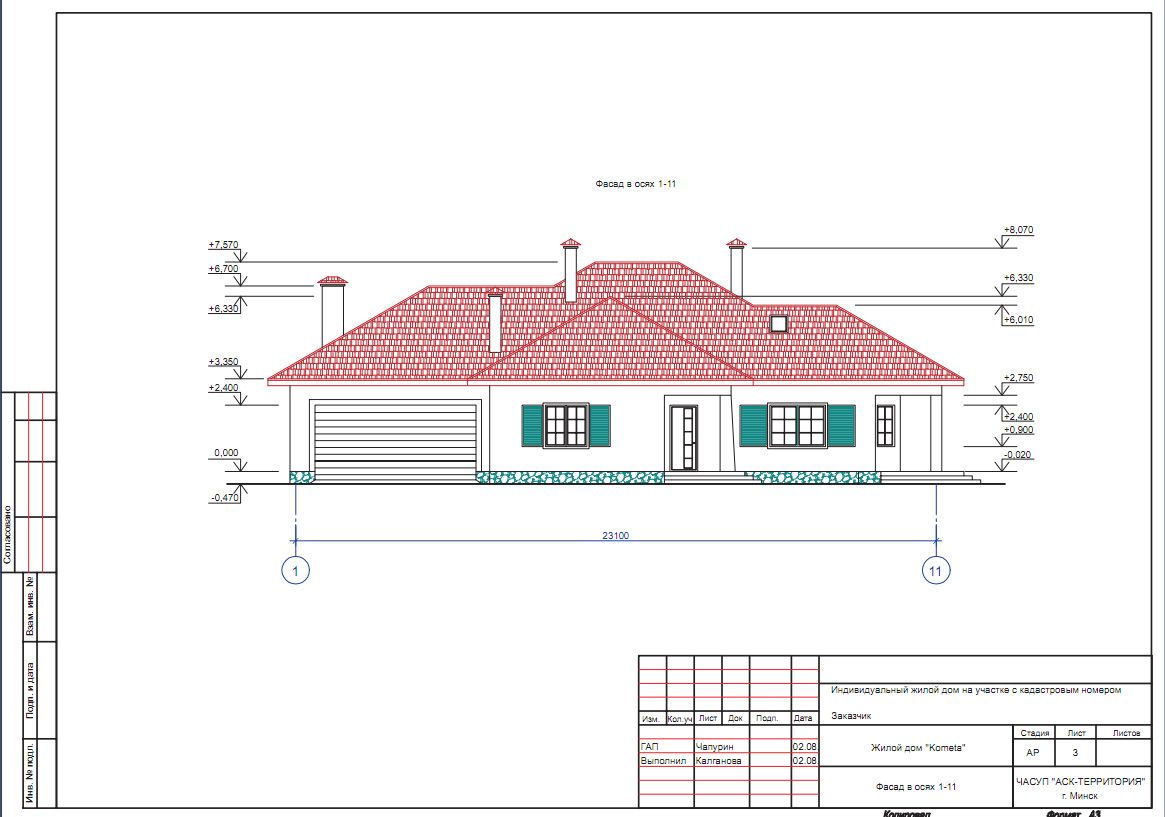 Фасад в осях 1-11
+7,570
+6,700
+6,330
+3,350
+2,400
0,000
-0,470
+8,070
+6,330
+6,010
+2,750
+2,400
+0,900
-0,020
23100
1
11
Согласовано
Взам. инв. №
Подп. и дата
Инв. № подл.
Индивидуальный жилой дом на участке с кадастровым номером
Заказчик
Изм. Кол.уч Лист Док Подп. Дата
ГАП Чапурин 02.08.
Выполнил Калганова 02.08.
Жилой дом "Kometa"
Стадия Лист Листов
АР 3
Фасад в осях 1-11
ЧАСУП "АСК-ТЕРРИТОРИЯ"
г. Минск
Копировал Формат А3